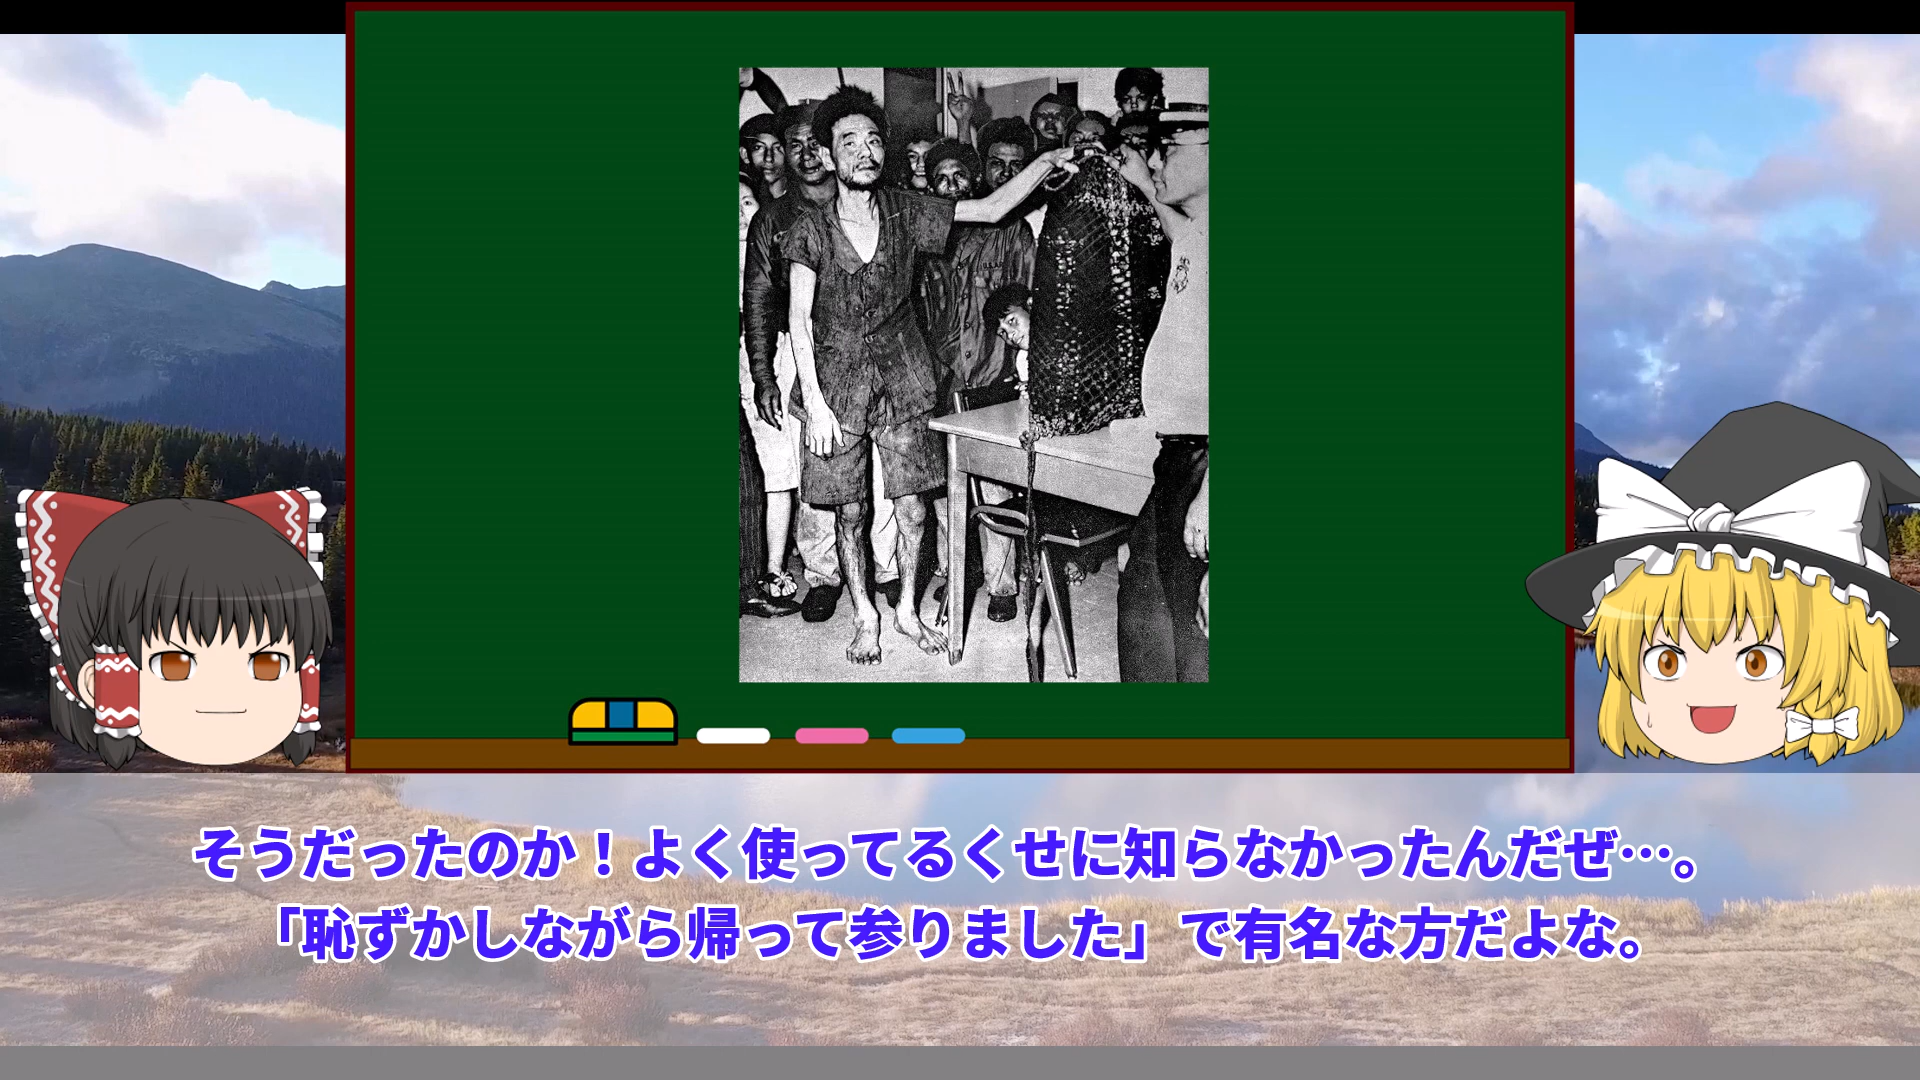 そうだったのか！よく使ってるくせに知らなかったんだぜ…。
「恥ずかしながら帰って参りました」で有名な方だよな。